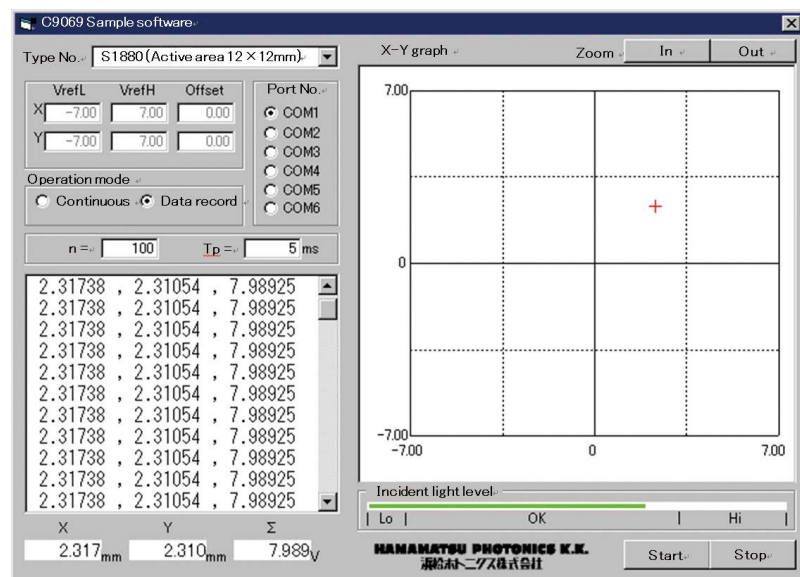 C9069 Sample software
Type No. S1880(Active area 12×12mm)
VrefL VrefH Offset
X -7.00 7.00 0.00
Y -7.00 7.00 0.00
Port No.
COM1
COM2
COM3
COM4
COM5
COM6
Operation mode
Continuous Data record
n = 100 Tp = 5 ms
2.31738 , 2.31054 , 7.98925
2.31738 , 2.31054 , 7.98925
2.31738 , 2.31054 , 7.98925
2.31738 , 2.31054 , 7.98925
2.31738 , 2.31054 , 7.98925
2.31738 , 2.31054 , 7.98925
2.31738 , 2.31054 , 7.98925
2.31738 , 2.31054 , 7.98925
2.31738 , 2.31054 , 7.98925
2.31738 , 2.31054 , 7.98925
2.31738 , 2.31054 , 7.98925
X Y Σ
2.317mm 2.310mm 7.989V
X-Y graph Zoom In Out
7.00
0
-7.00
-7.00 0 7.00
Incident light level
| Lo | OK | Hi |
HAMAMATSU PHOTONICS K.K.
浜松ホトニクス株式会社
Start Stop